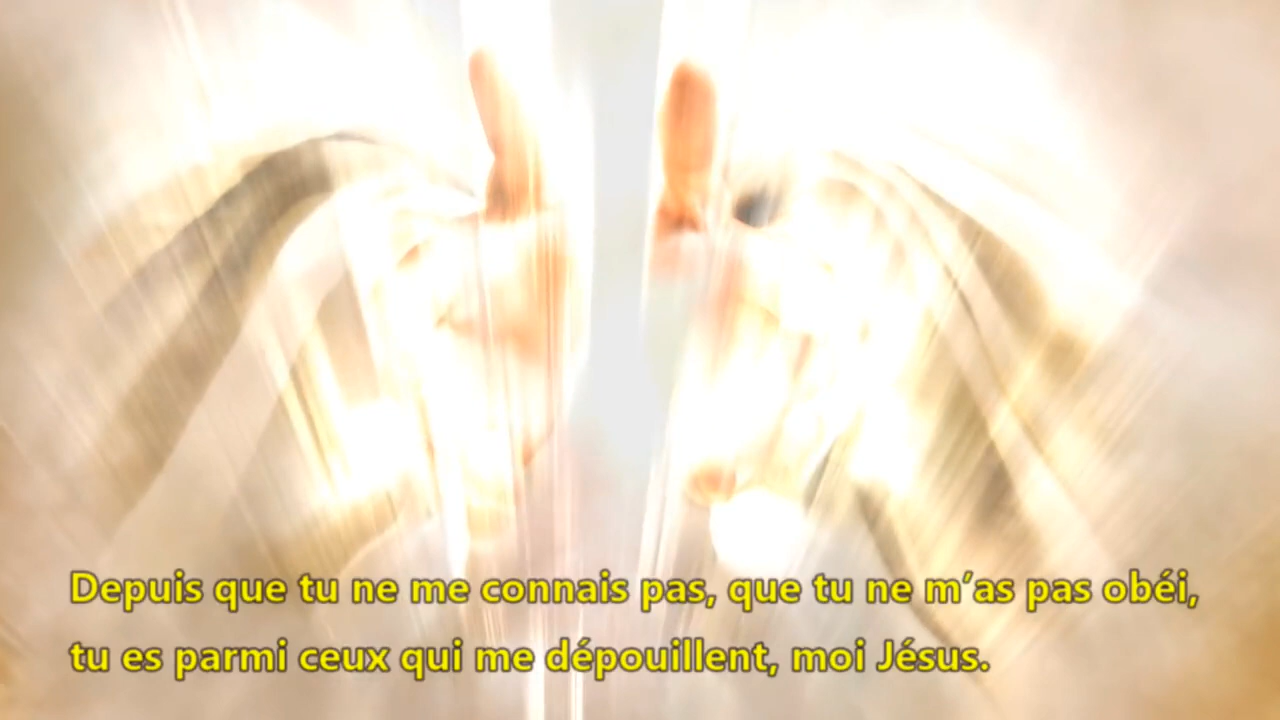 Depuis que tu ne me connais pas, que tu ne m’as pas obéi,
tu es parmi ceux qui me dépouillent, moi Jésus.